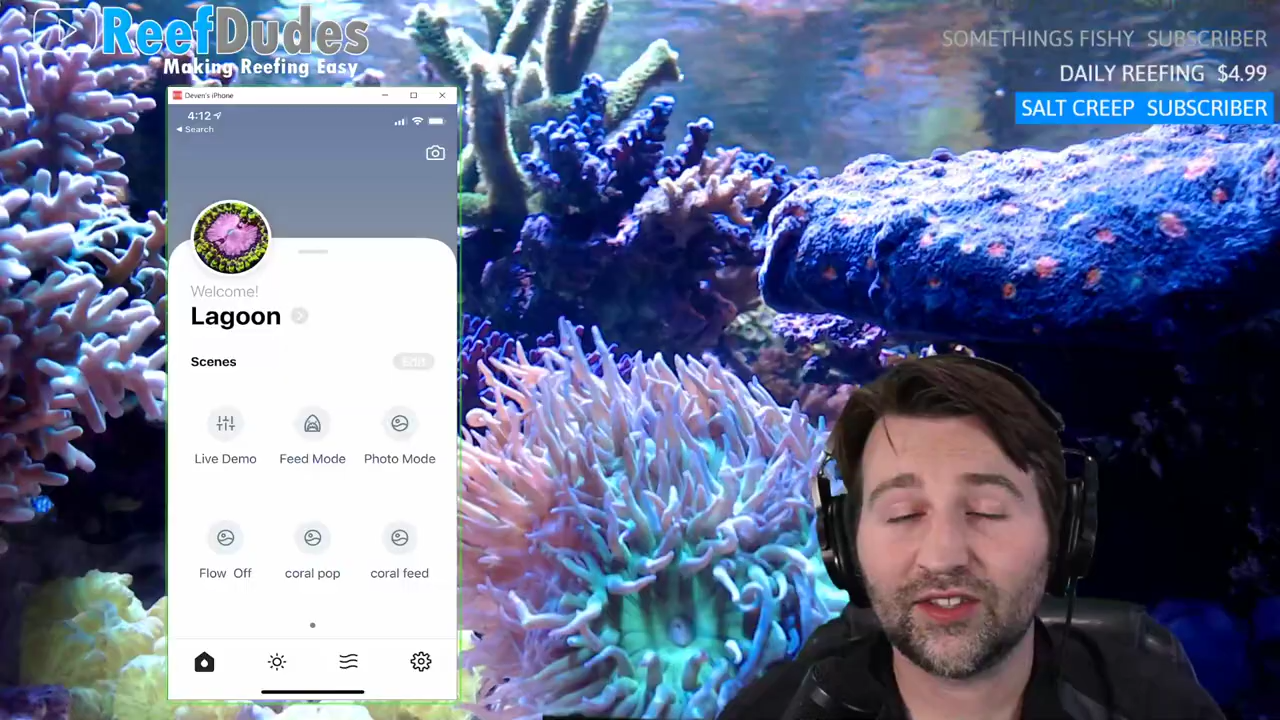 ReefDudes
Making Reefing Easy
SOMETHINGS FISHY SUBSCRIBER
DAILY REEFING $4.99
SALT CREEP SUBSCRIBER
Deven's iPhone
4:12
Search
Welcome!
Lagoon
Scenes
Edit
Live Demo
Feed Mode
Photo Mode
Flow Off
coral pop
coral feed